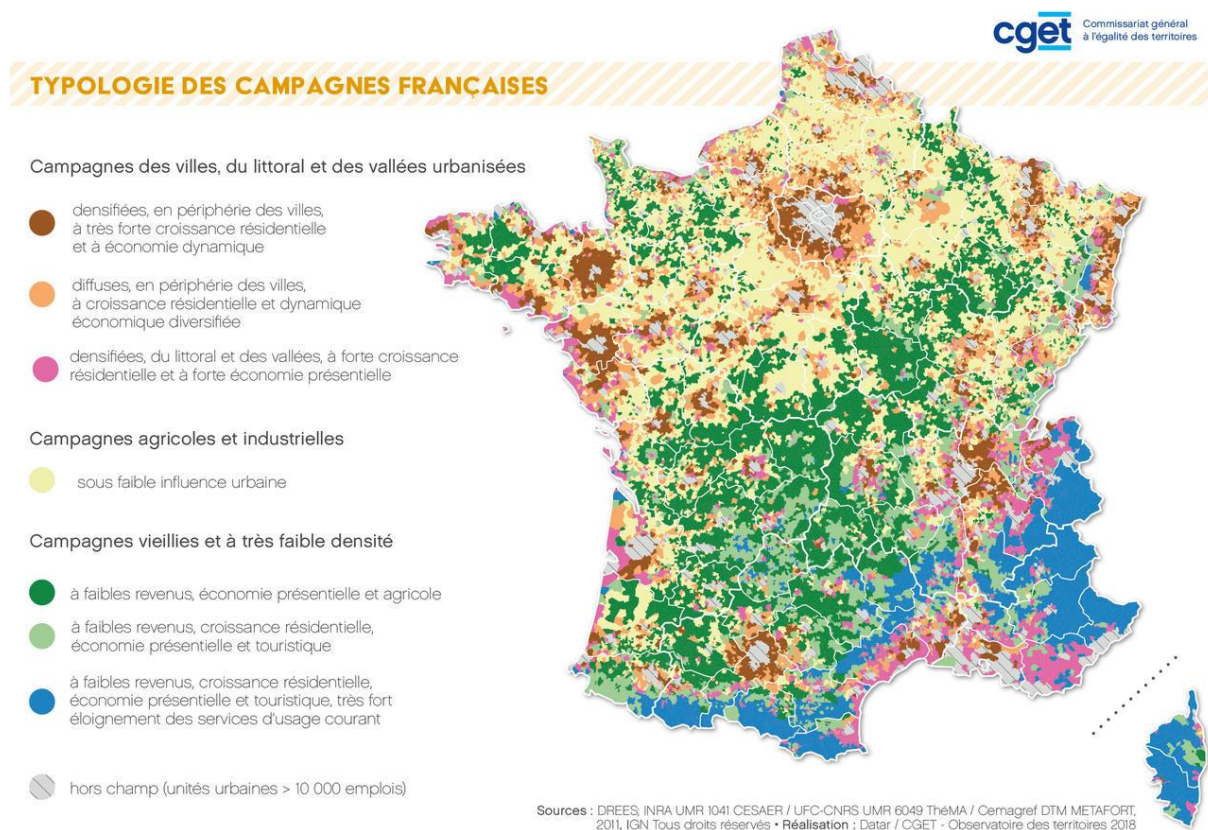 cget Commissariat général
à l'égalité des territoires
TYPOLOGIE DES CAMPAGNES FRANÇAISES
Campagnes des villes, du littoral et des vallées urbanisées
densifiées, en périphérie des villes,
à très forte croissance résidentielle
et à économie dynamique
diffuses, en périphérie des villes,
à croissance résidentielle et dynamique
économique diversifiée
densifiées, du littoral et des vallées, à forte croissance
résidentielle et à forte économie présentielle
Campagnes agricoles et industrielles
sous faible influence urbaine
Campagnes vieillies et à très faible densité
à faibles revenus, économie présentielle et agricole
à faibles revenus, croissance résidentielle,
économie présentielle et touristique
à faibles revenus, croissance résidentielle,
économie présentielle et touristique, très fort
éloignement des services d'usage courant
hors champ (unités urbaines > 10 000 emplois)
Sources : DREES, INRA UMR 1041 CESAER / UFC-CNRS UMR 6049 ThéMA / Cemagref DTM METAFORT,
2011, IGN Tous droits réservés • Réalisation : Datar / CGET - Observatoire des territoires 2018